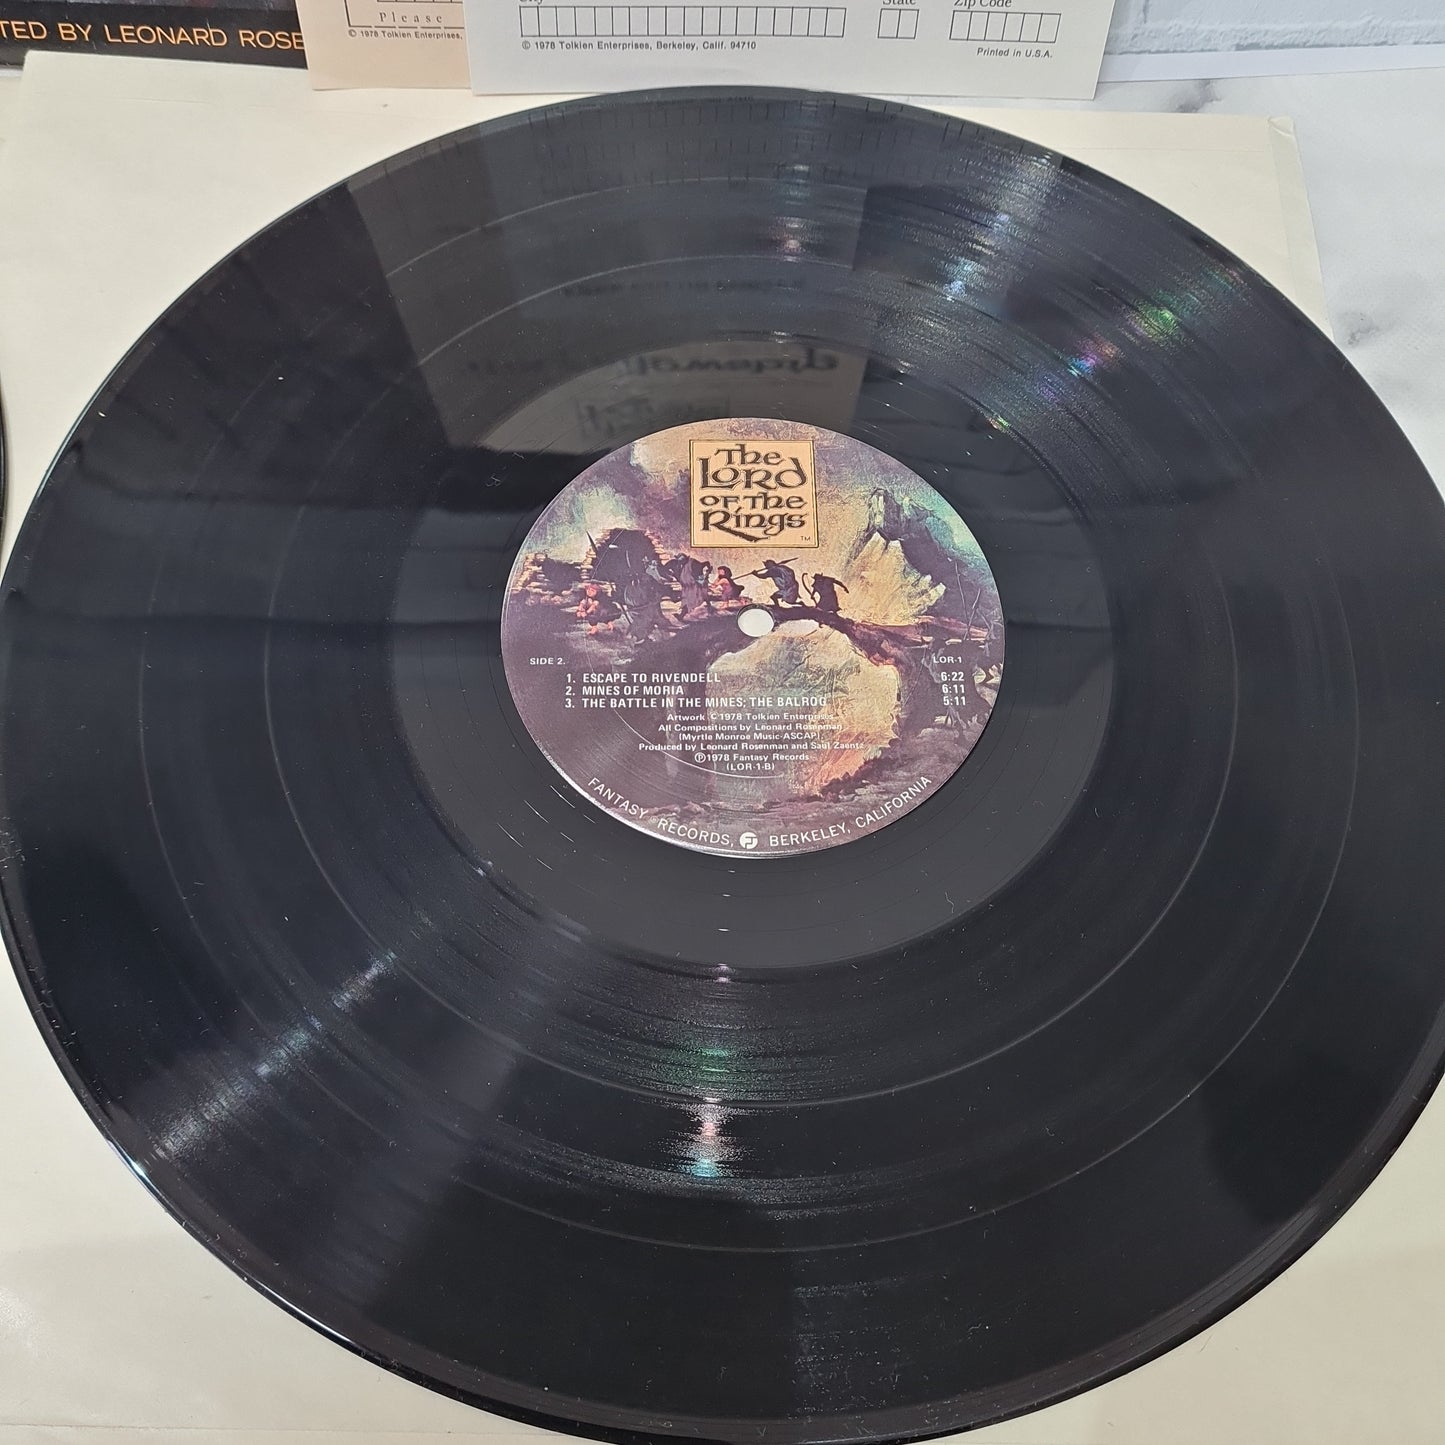 TED BY LEONARD ROSE
Please
© 1978 Tolkien Enterprises,
State
Zip Code
© 1978 Tolkien Enterprises, Berkeley, Calif. 94710
Printed in U.S.A.
The
Lord
of the
Rings
TM
SIDE 2.
LOR-1
1. ESCAPE TO RIVENDELL 6:22
2. MINES OF MORIA 6:11
3. THE BATTLE IN THE MINES; THE BALROG 5:11
Artwork ©1978 Tolkien Enterprises
All Compositions by Leonard Rosenman
(Myrtle Monroe Music-ASCAP).
Produced by Leonard Rosenman and Saul Zaentz
℗1978 Fantasy Records
(LOR-1-B)
FANTASY RECORDS, BERKELEY, CALIFORNIA